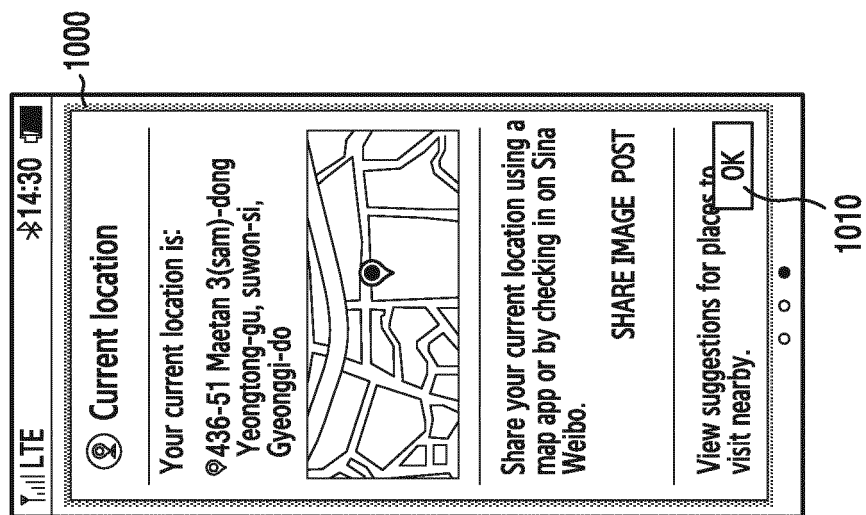 LTE
14:30
1000
Current location
Your current location is:
436-51 Maetan 3(sam)-dong
Yeongtong-gu, suwon-si,
Gyeonggi-do
Share your current location using a
map app or by checking in on Sina
Weibo.
SHARE IMAGE POST
View suggestions for places to
visit nearby.
OK
1010